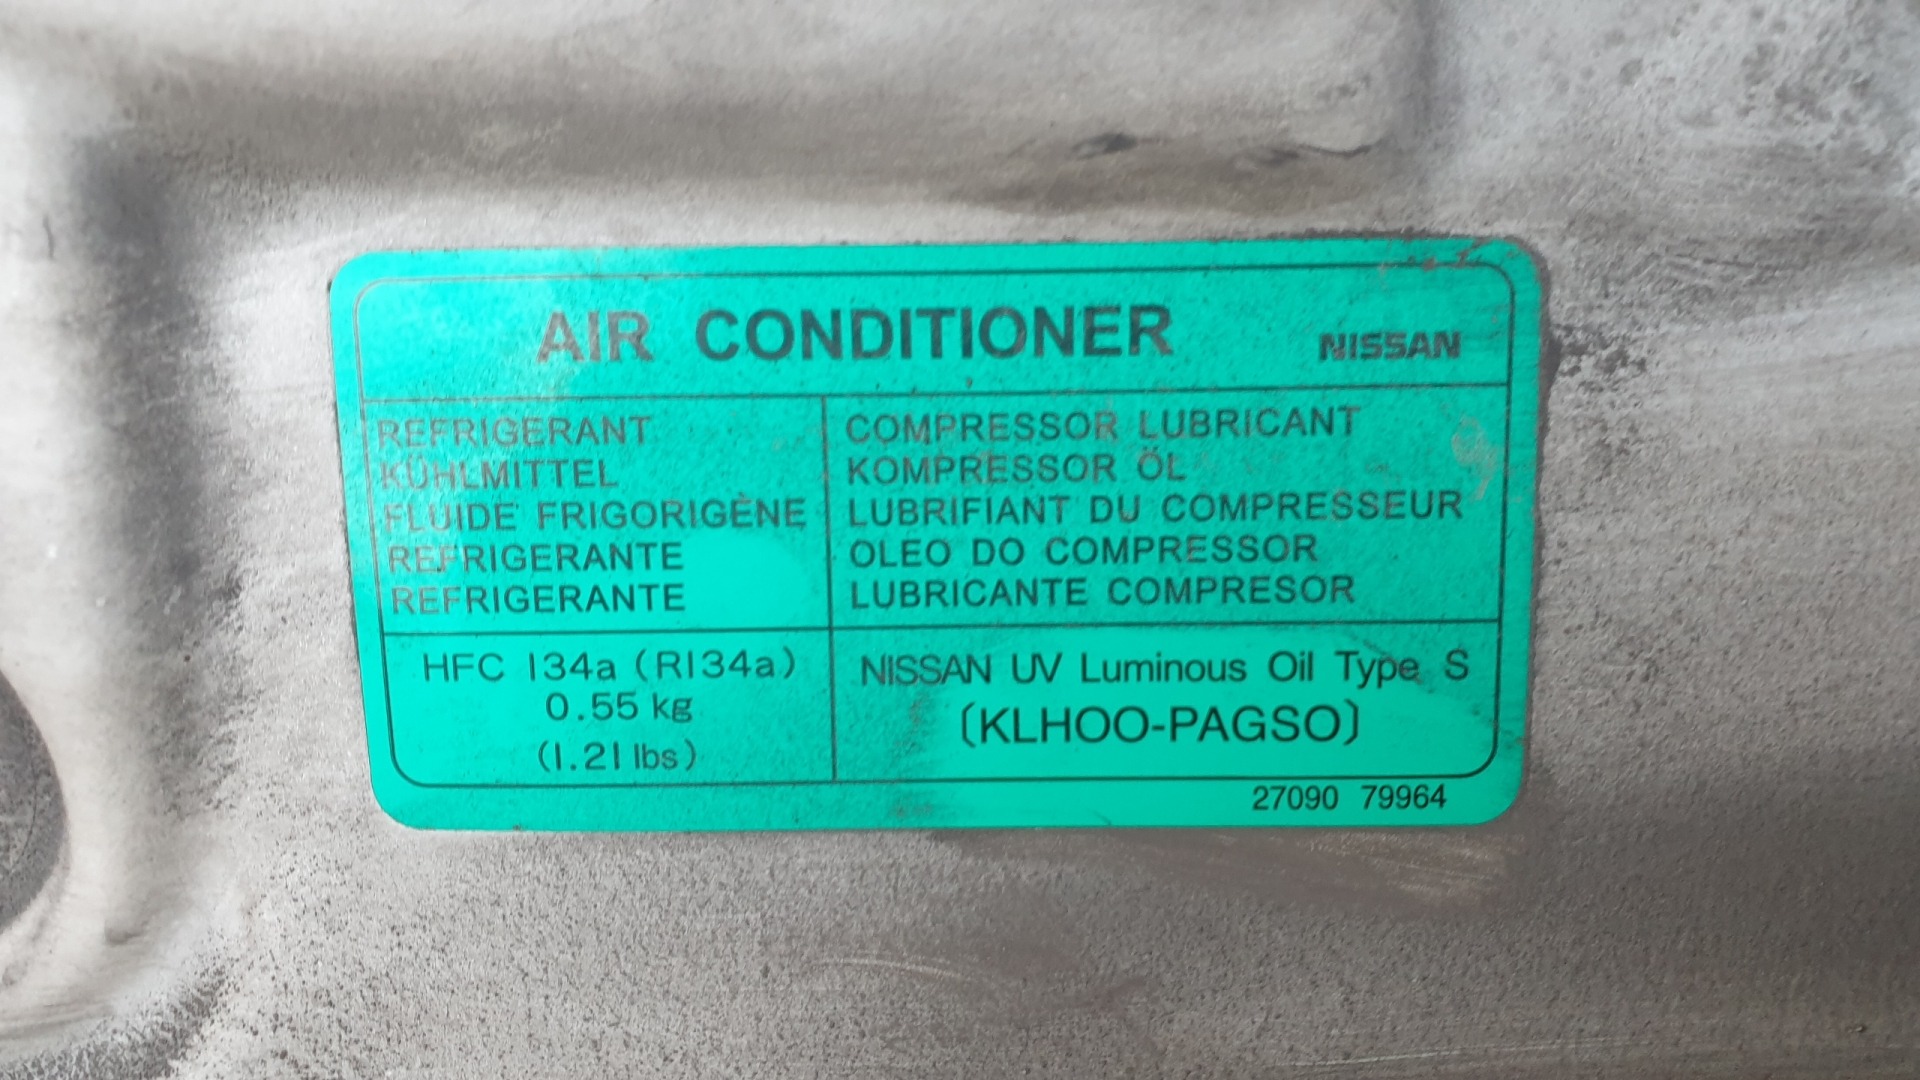 AIR CONDITIONER NISSAN
REFRIGERANT
KÜHLMITTEL
FLUIDE FRIGORIGÈNE
REFRIGERANTE
REFRIGERANTE
COMPRESSOR LUBRICANT
KOMPRESSOR ÖL
LUBRIFIANT DU COMPRESSEUR
OLEO DO COMPRESSOR
LUBRICANTE COMPRESOR
HFC 134a (R134a)
0.55 kg
(1.21 lbs)
NISSAN UV Luminous Oil Type S
(KLHOO-PAGSO)
27090 79964